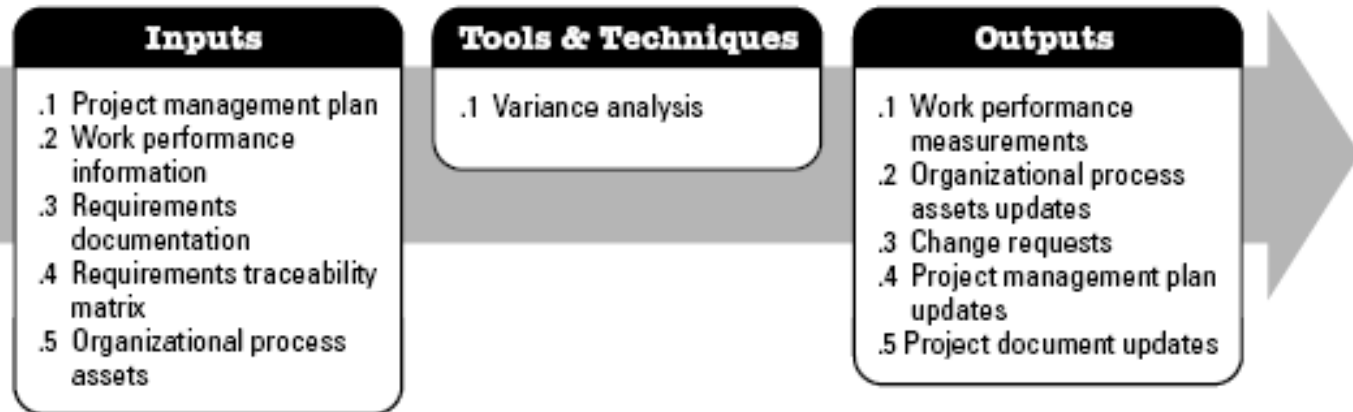 Inputs
.1 Project management plan
.2 Work performance
information
.3 Requirements
documentation
.4 Requirements traceability
matrix
.5 Organizational process
assets
Tools & Techniques
.1 Variance analysis
Outputs
.1 Work performance
measurements
.2 Organizational process
assets updates
.3 Change requests
.4 Project management plan
updates
.5 Project document updates